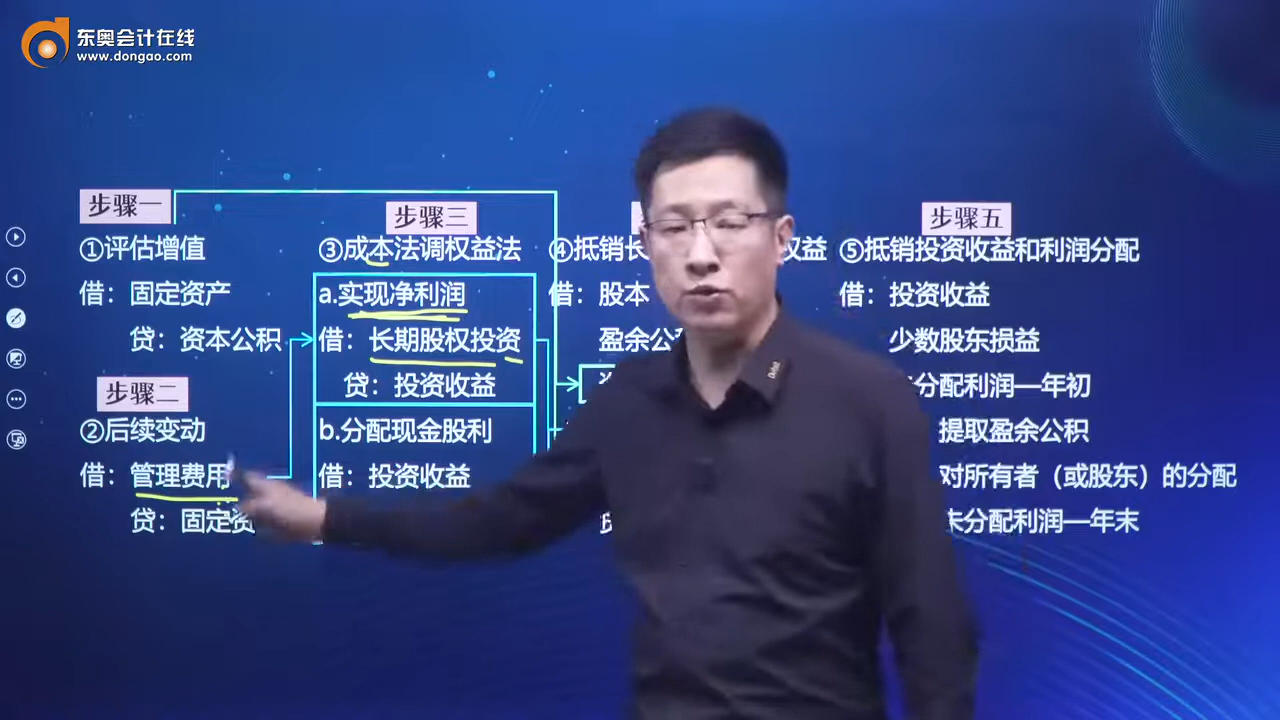 东奥会计在线
www.dongao.com
步骤一
①评估增值
借：固定资产
贷：资本公积
步骤二
②后续变动
借：管理费用
贷：固定资
步骤三
③成本法调权益法
a.实现净利润
借：长期股权投资
贷：投资收益
b.分配现金股利
借：投资收益
④抵销长 权益
借：股本
盈余公
步骤五
⑤抵销投资收益和利润分配
借：投资收益
少数股东损益
分配利润—年初
提取盈余公积
对所有者（或股东）的分配
未分配利润—年末